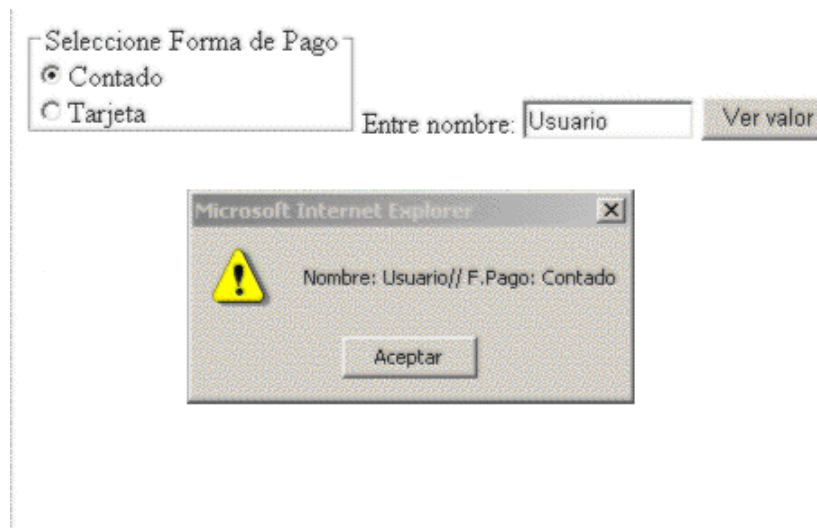 Seleccione Forma de Pago
Contado
Tarjeta
Entre nombre: Usuario Ver valor
Microsoft Internet Explorer
Nombre: Usuario// F.Pago: Contado
Aceptar